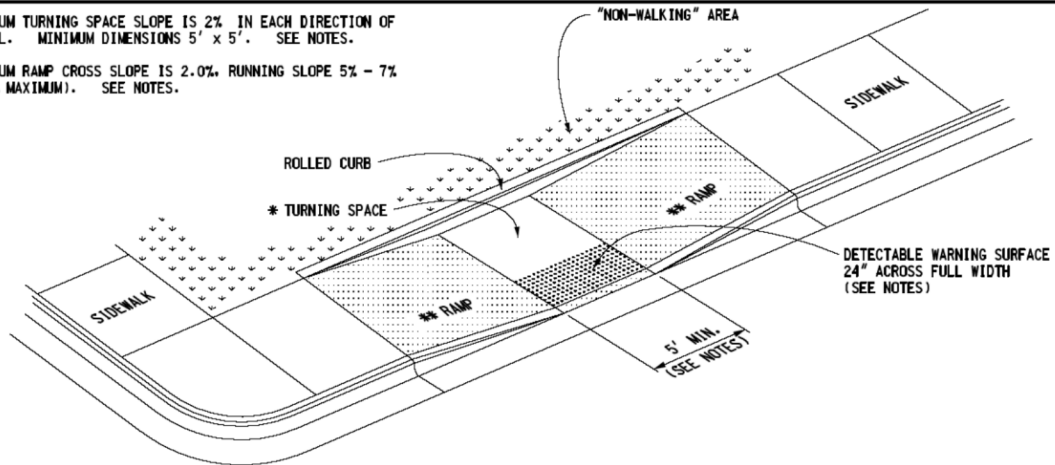 UM TURNING SPACE SLOPE IS 2% IN EACH DIRECTION OF
L. MINIMUM DIMENSIONS 5' x 5'. SEE NOTES.
UM RAMP CROSS SLOPE IS 2.0%. RUNNING SLOPE 5% - 7%
MAXIMUM). SEE NOTES.
"NON-WALKING" AREA
SIDEWALK
ROLLED CURB
* TURNING SPACE
** RAMP
DETECTABLE WARNING SURFACE
24" ACROSS FULL WIDTH
(SEE NOTES)
SIDEWALK
** RAMP
5' MIN.
(SEE NOTES)